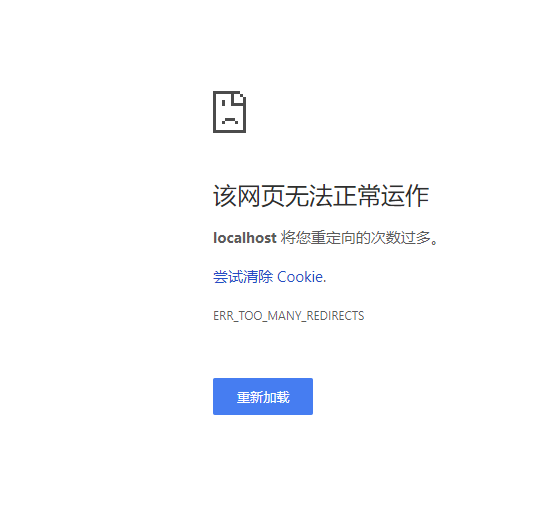 该网页无法正常运作
localhost 将您重定向的次数过多。
尝试清除 Cookie.
ERR_TOO_MANY_REDIRECTS
重新加载